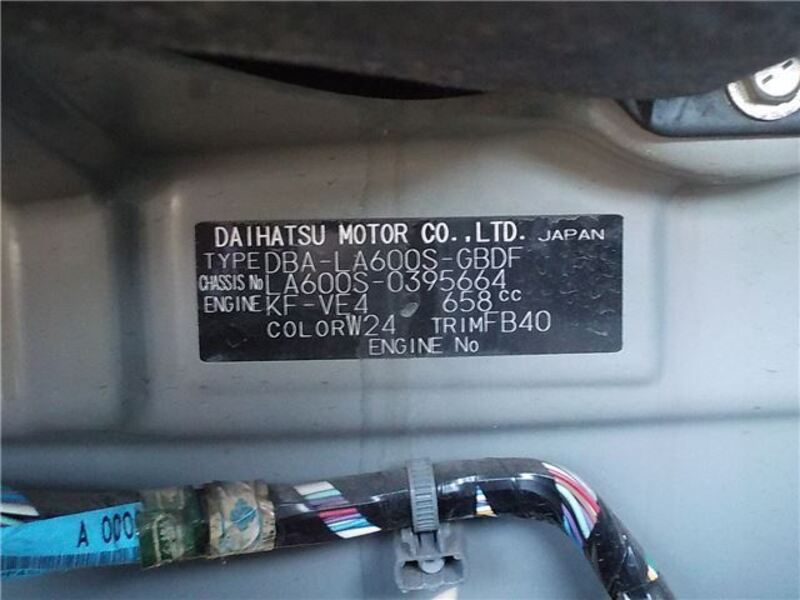 DAIHATSU MOTOR CO.,LTD. JAPAN
TYPE DBA-LA600S-GBDF
CHASSIS No LA600S-0395664
ENGINE KF-VE4 658cc
COLOR W24 TRIM FB40
ENGINE No
A 000